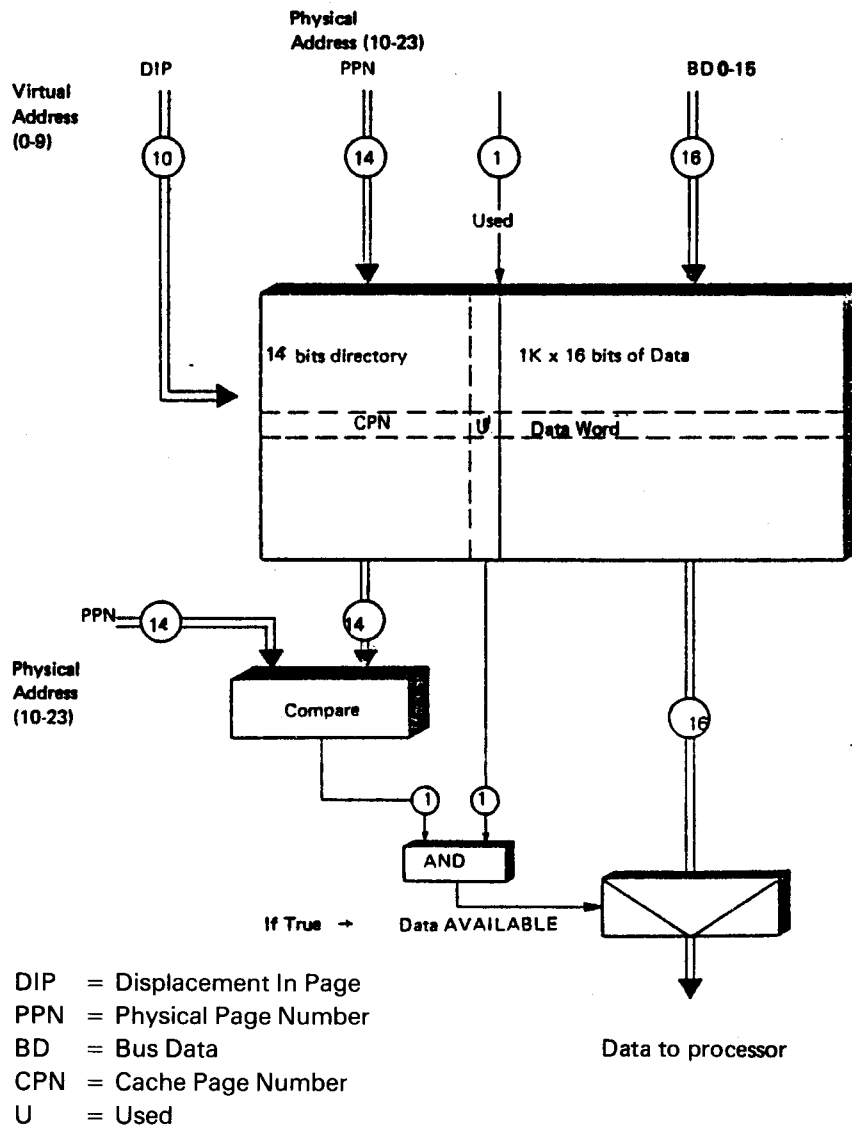 Physical
Address (10-23)
DIP
PPN
BD 0-15
Virtual
Address
(0-9)
10
14
1
16
Used
14 bits directory
1K x 16 bits of Data
CPN
U
Data Word
PPN
14
14
Physical
Address
(10-23)
Compare
16
1
1
AND
If True → Data AVAILABLE
DIP = Displacement In Page
PPN = Physical Page Number
BD = Bus Data
Data to processor
CPN = Cache Page Number
U = Used